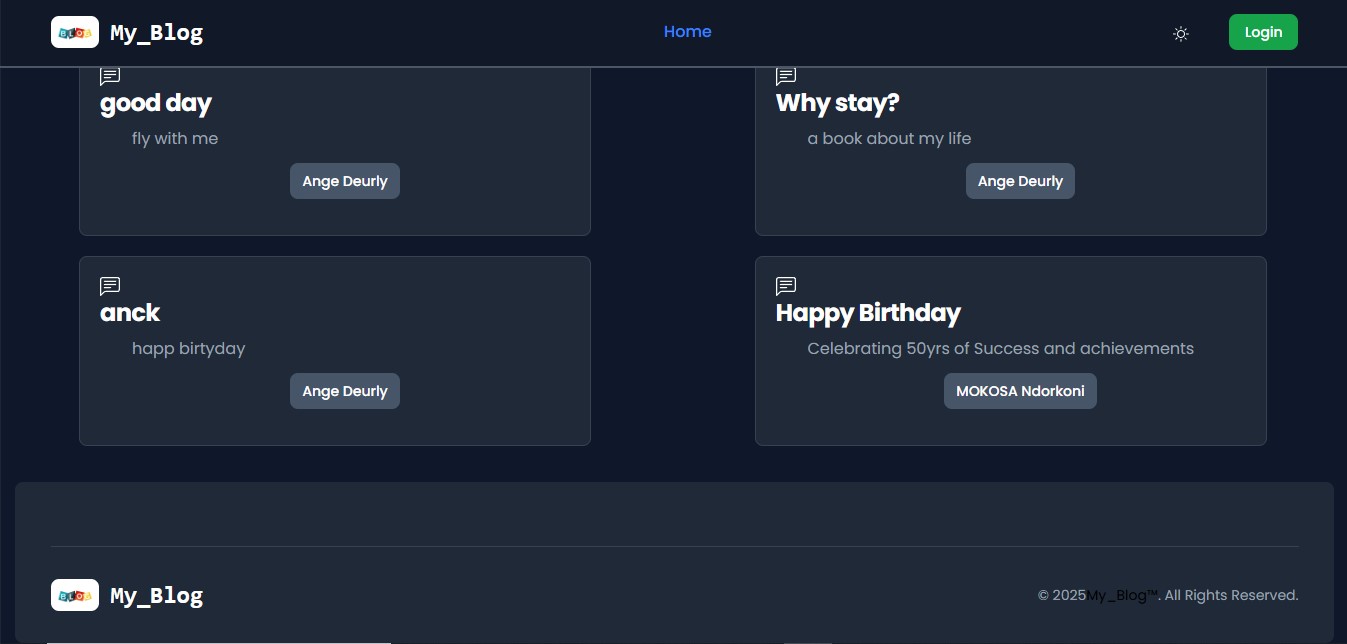 BLOG My_Blog
Home
Login
good day
fly with me
Ange Deurly
Why stay?
a book about my life
Ange Deurly
anck
happ birtyday
Ange Deurly
Happy Birthday
Celebrating 50yrs of Success and achievements
MOKOSA Ndorkoni
BLOG My_Blog
© 2025My_Blog™. All Rights Reserved.